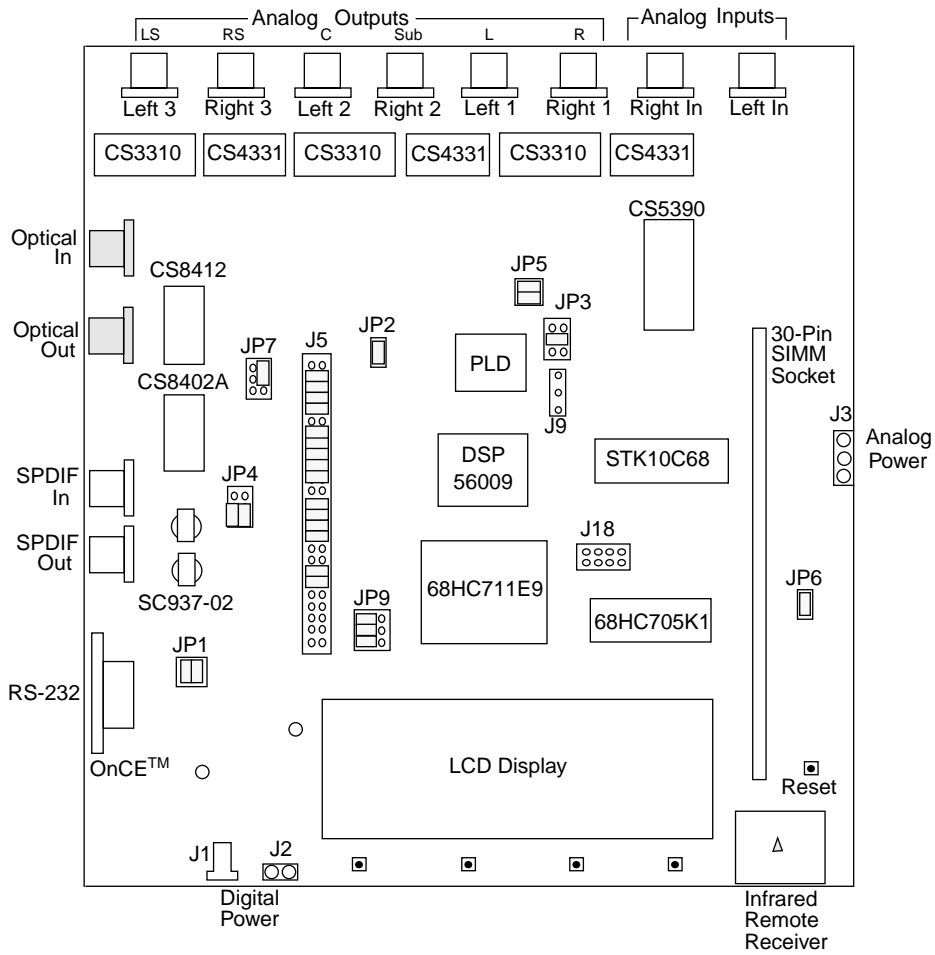 Analog Outputs
Analog Inputs
LS RS C Sub L R
Left 3 Right 3 Left 2 Right 2 Left 1 Right 1 Right In Left In
CS3310 CS4331 CS3310 CS4331 CS3310 CS4331
CS5390
Optical
In
CS8412
JP5
JP3
Optical
Out
JP7
J5
JP2
PLD
30-Pin
SIMM
Socket
CS8402A
J9
J3
Analog
Power
DSP
56009
STK10C68
SPDIF
In
JP4
SPDIF
Out
J18
SC937-02
JP9
68HC711E9
68HC705K1
JP6
JP1
RS-232
OnCE™
LCD Display
Reset
J1
J2
Digital
Power
Infrared
Remote
Receiver